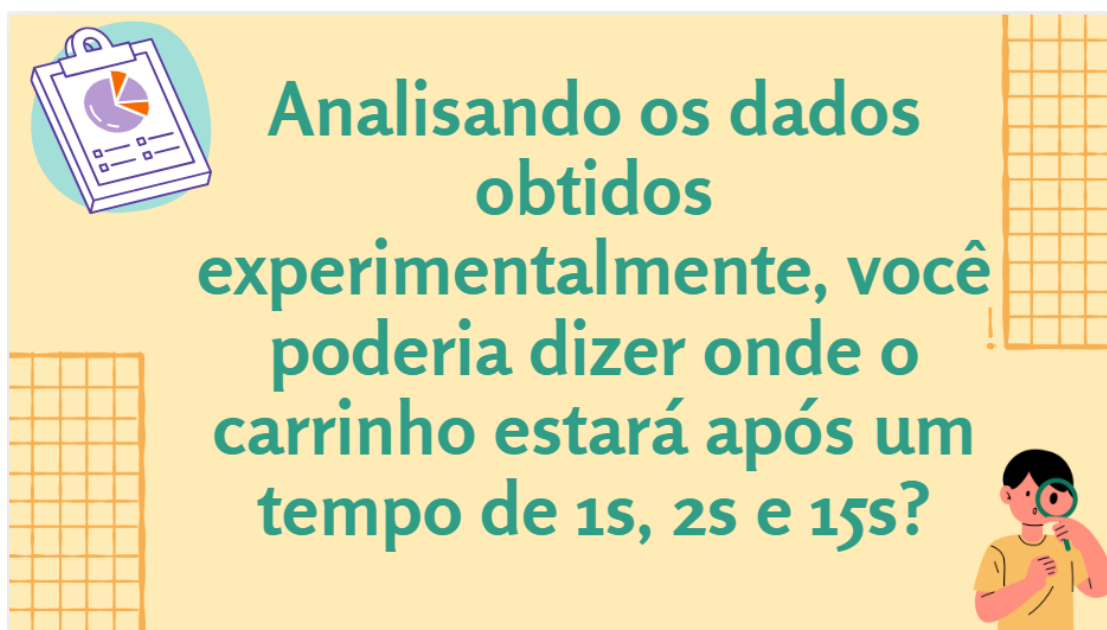 Analisando os dados
obtidos
experimentalmente, você
poderia dizer onde o
carrinho estará após um
tempo de 1s, 2s e 15s?